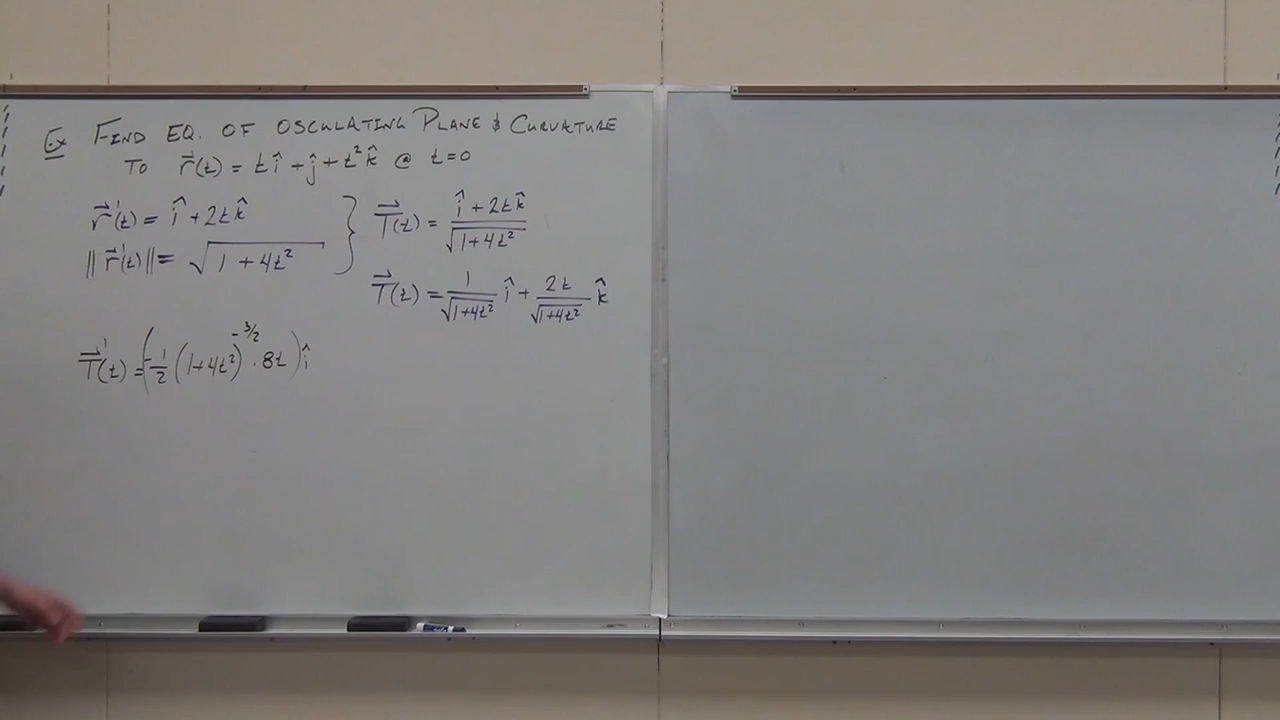 Ex FIND EQ. OF OSCULATING PLANE & CURVATURE
TO r⃗(t) = t î + ĵ + t² k̂ @ t=0
r⃗'(t) = î + 2t k̂
||r⃗'(t)|| = √(1 + 4t²)
T⃗(t) = (î + 2t k̂)/√(1+4t²)
T⃗(t) = 1/√(1+4t²) î + 2t/√(1+4t²) k̂
T⃗'(t) = (-1/2 (1+4t²)^(-3/2) · 8t) î